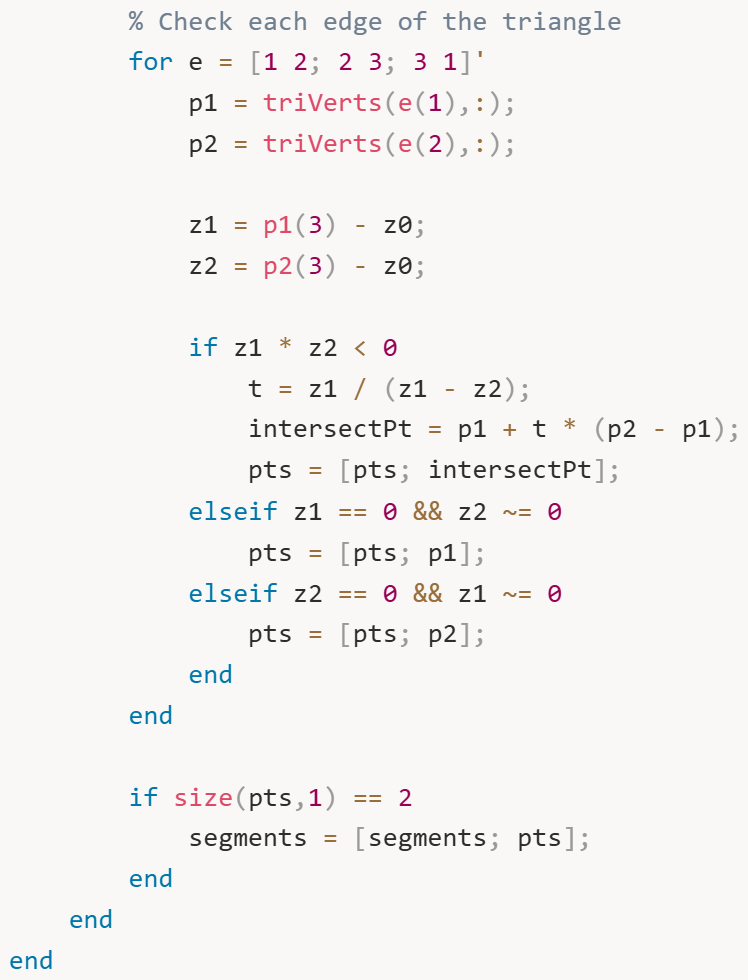 % Check each edge of the triangle
        for e = [1 2; 2 3; 3 1]'
            p1 = triVerts(e(1),:);
            p2 = triVerts(e(2),:);

            z1 = p1(3) - z0;
            z2 = p2(3) - z0;

            if z1 * z2 < 0
                t = z1 / (z1 - z2);
                intersectPt = p1 + t * (p2 - p1);
                pts = [pts; intersectPt];
            elseif z1 == 0 && z2 ~= 0
                pts = [pts; p1];
            elseif z2 == 0 && z1 ~= 0
                pts = [pts; p2];
            end
        end

        if size(pts,1) == 2
            segments = [segments; pts];
        end
    end
end